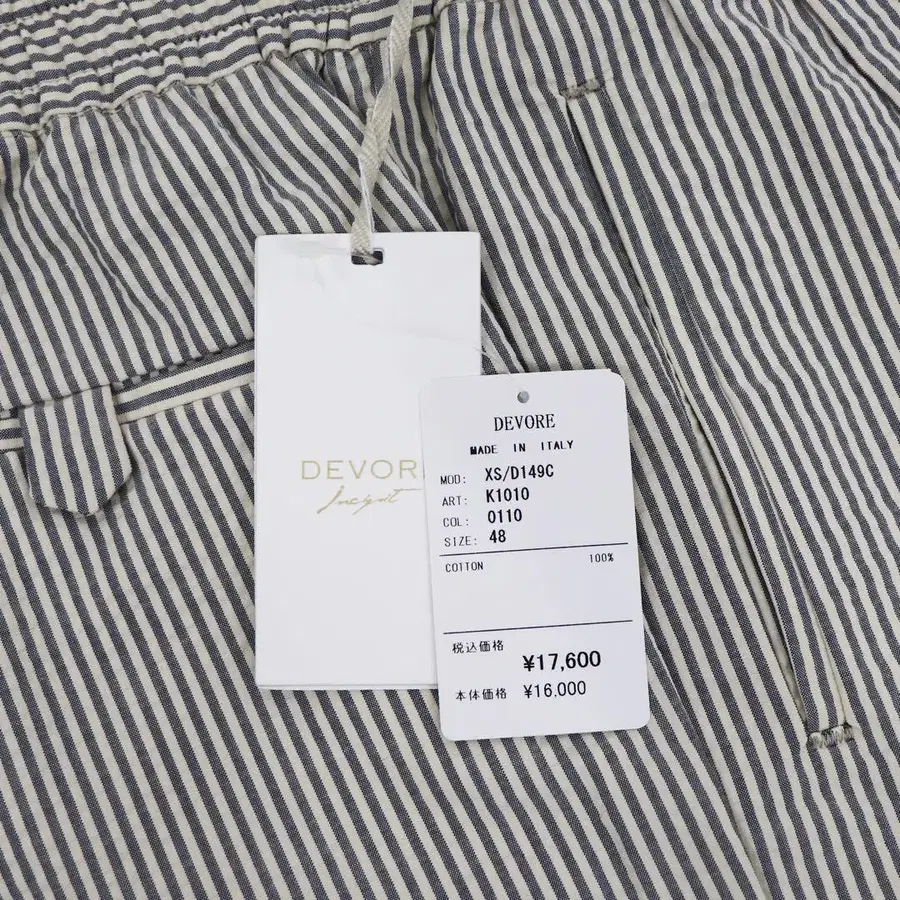 DEVORE
Incipit
DEVORE
MADE IN ITALY
MOD: XS/D149C
ART: K1010
COL: 0110
SIZE: 48
COTTON 100%
税込価格 ¥17,600
本体価格 ¥16,000